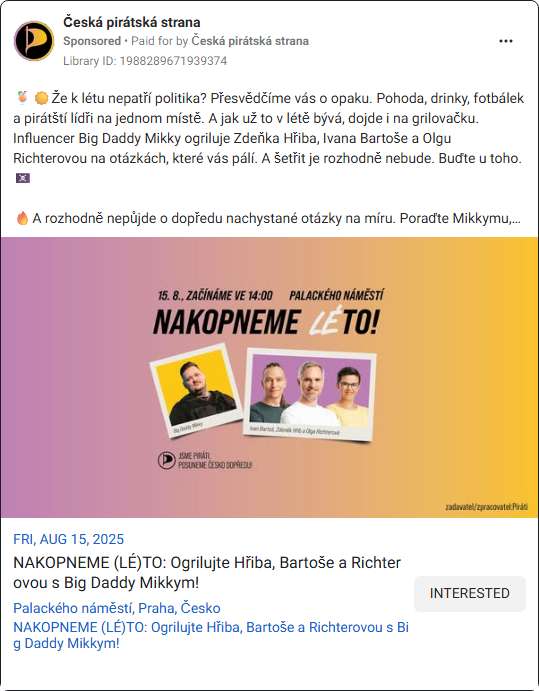 Česká pirátská strana
Sponsored • Paid for by Česká pirátská strana
Library ID: 1988289671939374
Že k létu nepatří politika? Přesvědčíme vás o opaku. Pohoda, drinky, fotbálek
a pirátští lídři na jednom místě. A jak už to v létě bývá, dojde i na grilovačku.
Influencer Big Daddy Mikky ogriluje Zdeňka Hřiba, Ivana Bartoše a Olgu
Richterovou na otázkách, které vás pálí. A šetřit je rozhodně nebude. Buďte u toho.
A rozhodně nepůjde o dopředu nachystané otázky na míru. Poraďte Mikkymu,...
15. 8., ZAČÍNÁME VE 14:00 PALACKÉHO NÁMĚSTÍ
NAKOPNEME LÉTO!
Big Daddy Mikky
Ivan Bartoš, Zdeněk Hřib a Olga Richterová
JSME PIRÁTI,
POSUNEME ČESKO DOPŘEDU!
zadavatel/zpracovatel:Piráti
FRI, AUG 15, 2025
NAKOPNEME (LÉ)TO: Ogrilujte Hřiba, Bartoše a Richter
ovou s Big Daddy Mikkym!
INTERESTED
Palackého náměstí, Praha, Česko
NAKOPNEME (LÉ)TO: Ogrilujte Hřiba, Bartoše a Richterovou s Bi
g Daddy Mikkym!